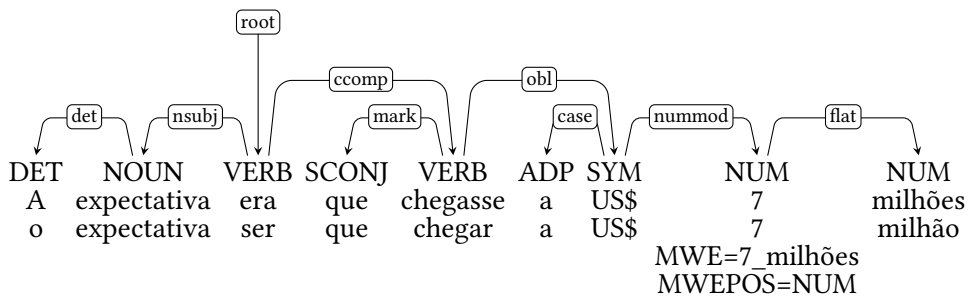 root
ccomp obl
det nsubj mark case nummod flat
DET NOUN VERB SCONJ VERB ADP SYM NUM NUM
A expectativa era que chegasse a US$ 7 milhões
o expectativa ser que chegar a US$ 7 milhão
MWE=7_milhões
MWEPOS=NUM